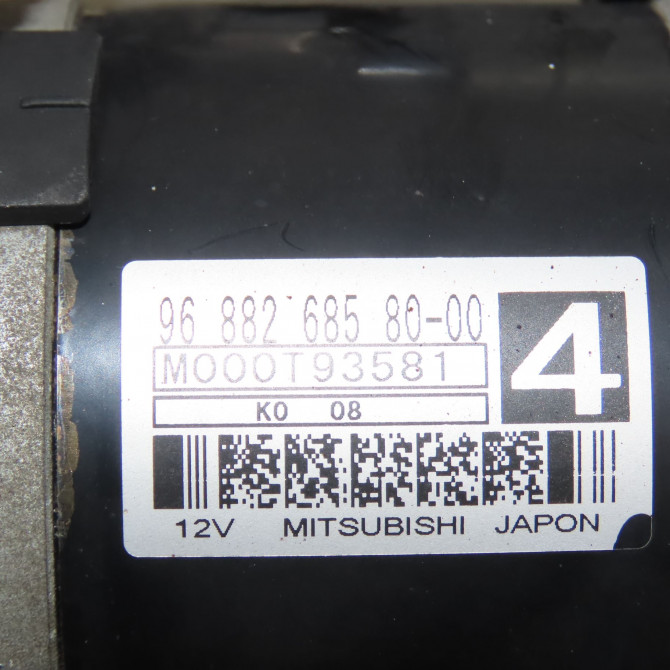 96 882 685 80-00
M000T93581
4
K0 08
12V MITSUBISHI JAPON